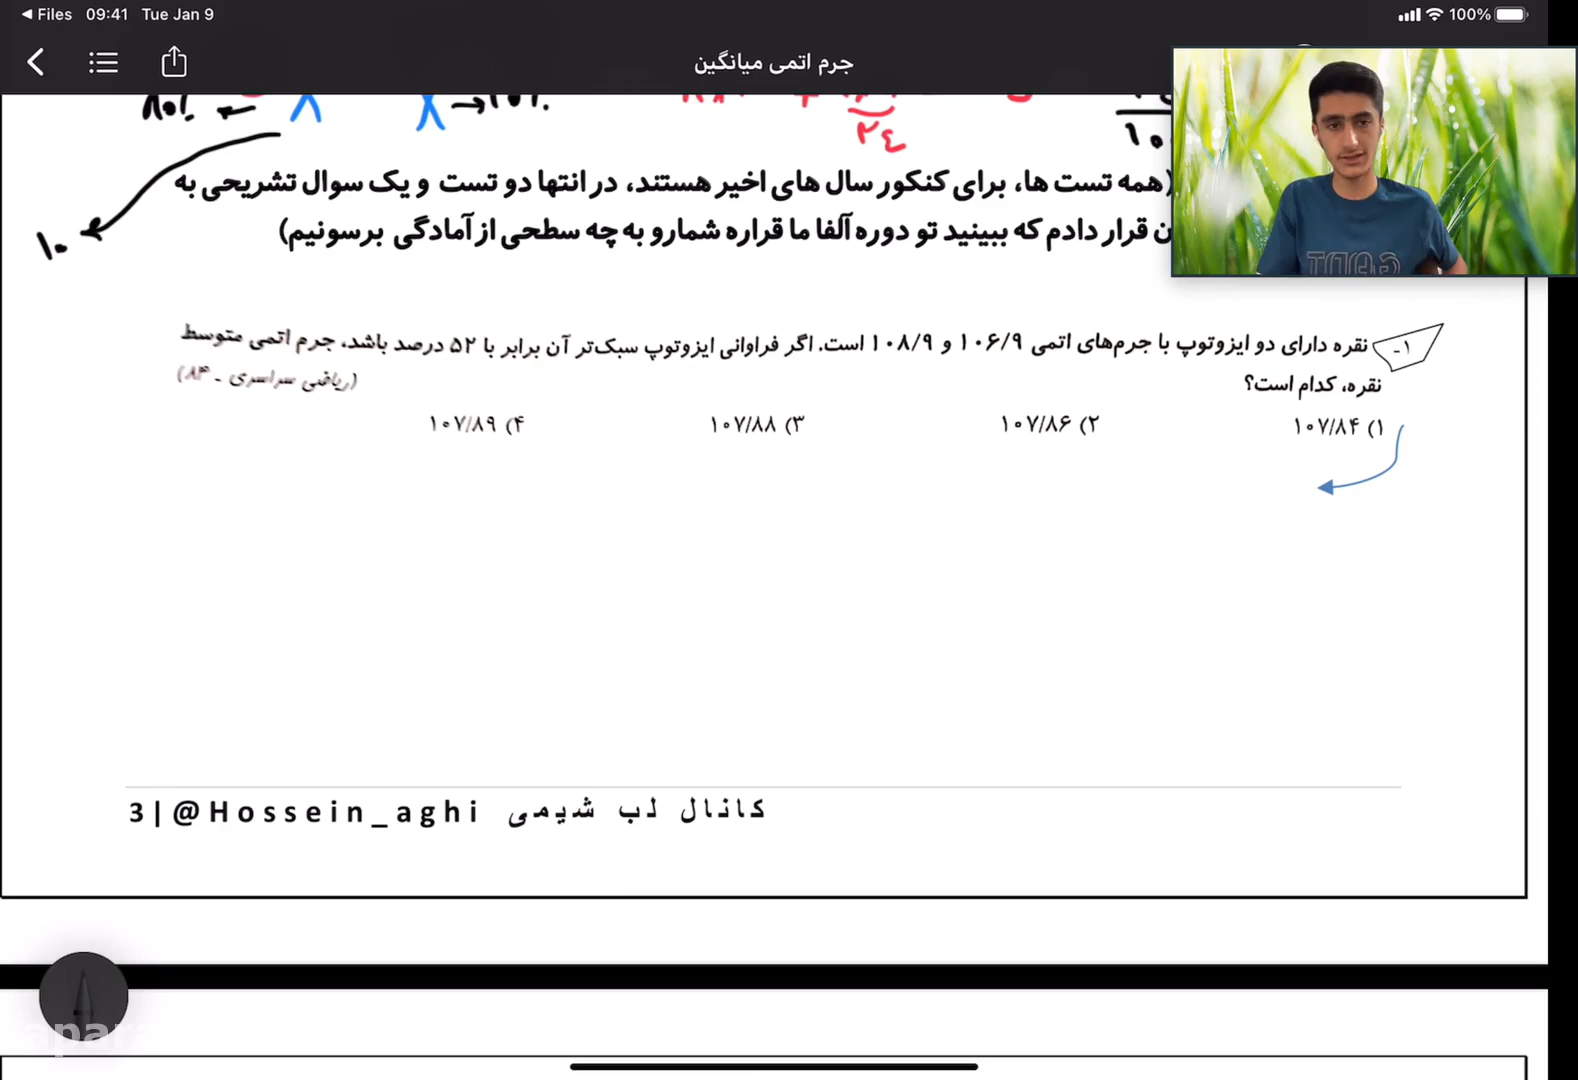 Files 09:41 Tue Jan 9 100%
جرم اتمی میانگین
(همه تست ها، برای کنکور سال های اخیر هستند، در انتها دو تست و یک سوال تشریحی به
قرار دادم که ببینید تو دوره آلفا ما قراره شمارو به چه سطحی از آمادگی برسونیم)
۱۰
۲۴
۱- نقره دارای دو ایزوتوپ با جرم‌های اتمی ۱۰۶/۹ و ۱۰۸/۹ است. اگر فراوانی ایزوتوپ سبک‌تر آن برابر با ۵۲ درصد باشد، جرم اتمی متوسط
نقره، کدام است؟ (ریاضی سراسری ـ ۸۴)
۱) ۱۰۷/۸۴ ۲) ۱۰۷/۸۶ ۳) ۱۰۷/۸۸ ۴) ۱۰۷/۸۹
3|@Hossein_aghi کانال لب شیمی